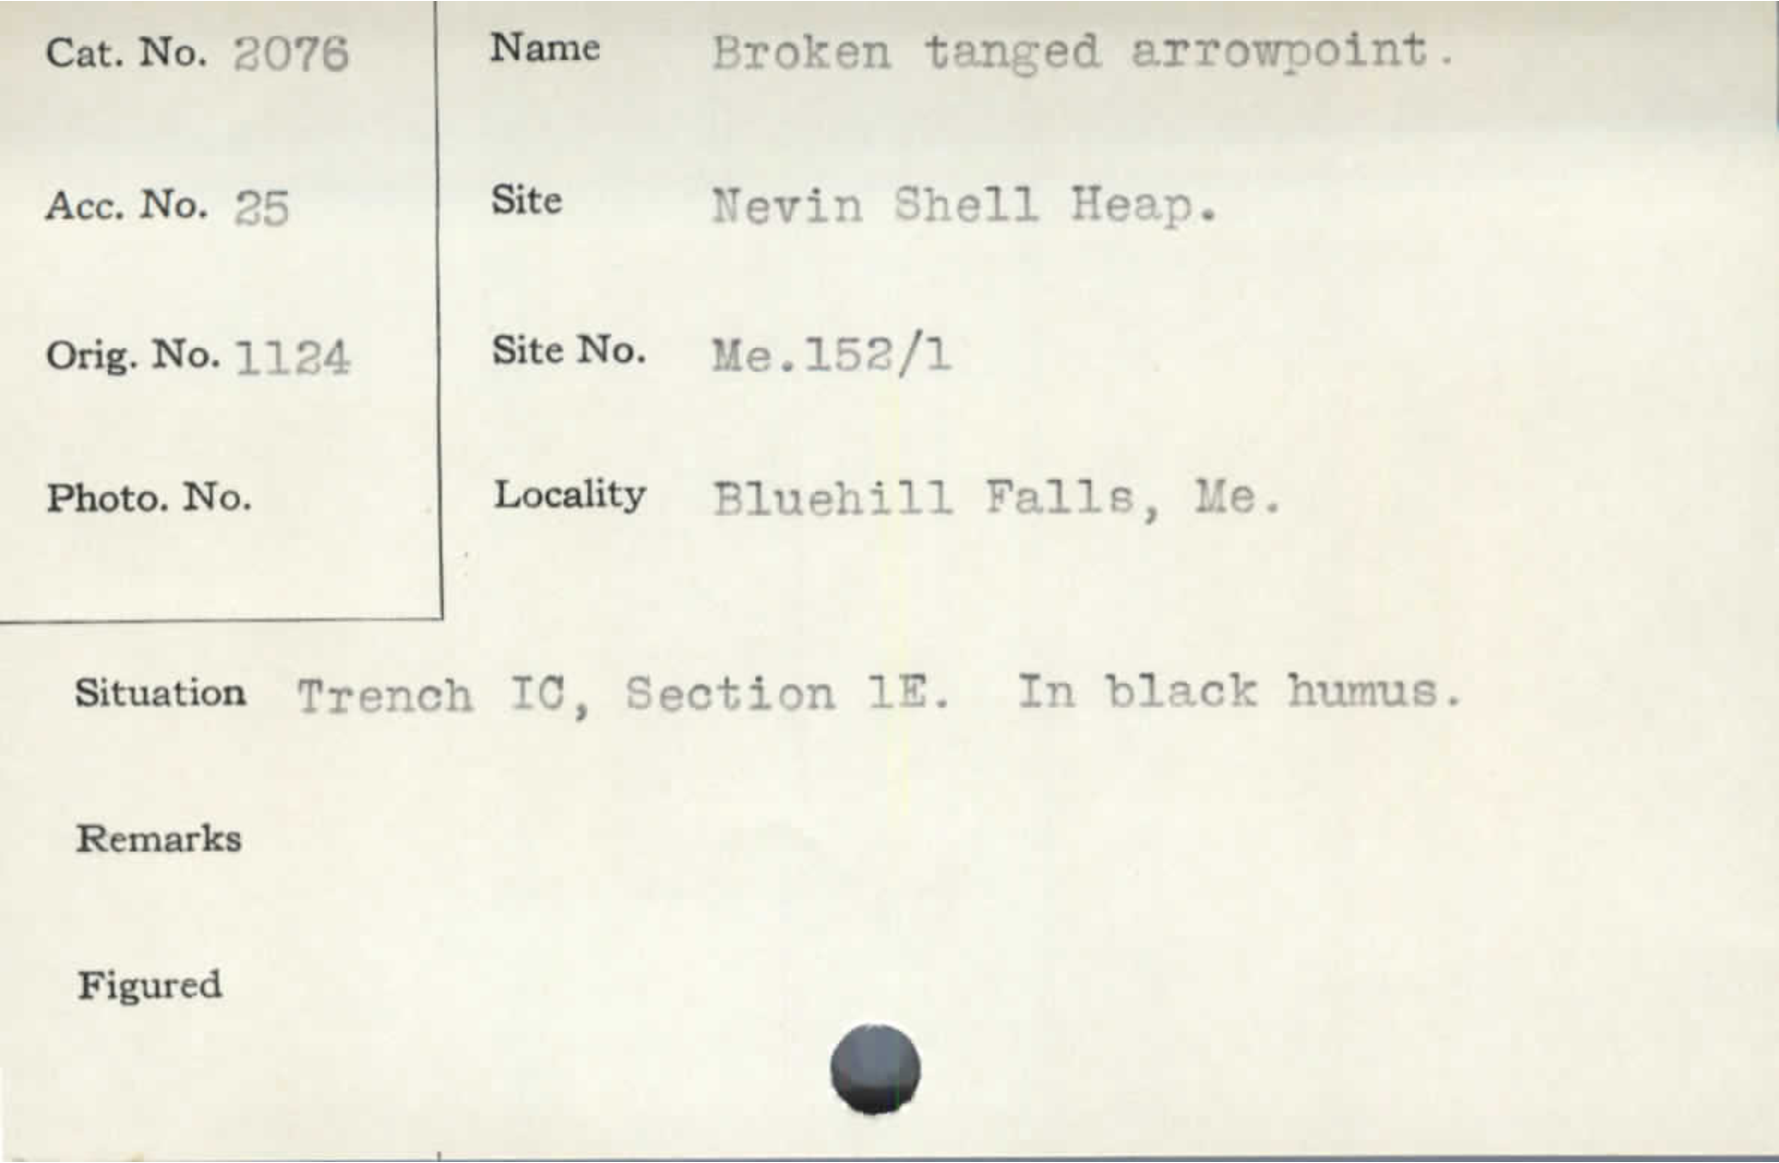 Cat. No. 2076
Name Broken tanged arrowpoint.
Acc. No. 25
Site Nevin Shell Heap.
Orig. No. 1124
Site No. Me.152/1
Photo. No.
Locality Bluehill Falls, Me.
Situation Trench IC, Section 1E. In black humus.
Remarks
Figured